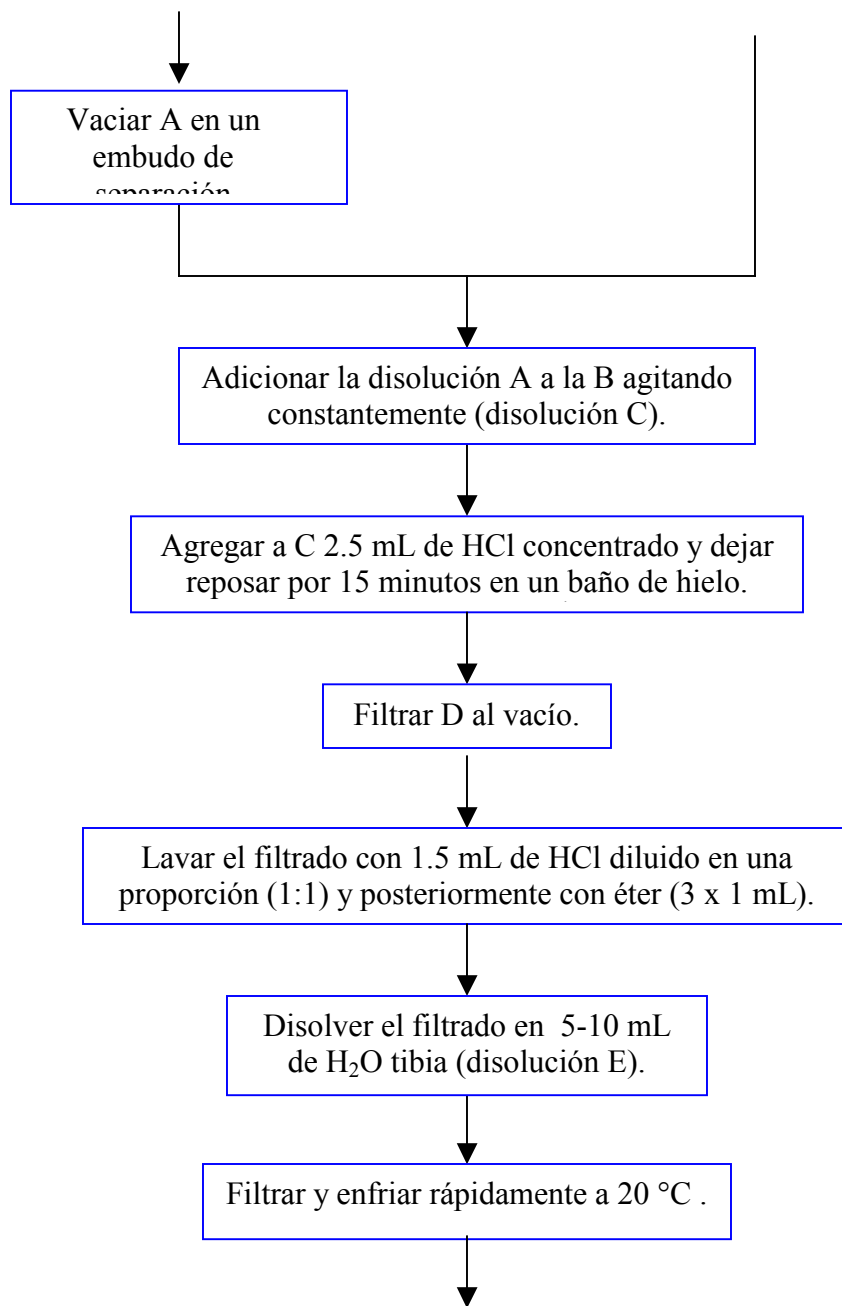 Vaciar A en un
embudo de
separación
Adicionar la disolución A a la B agitando
constantemente (disolución C).
Agregar a C 2.5 mL de HCl concentrado y dejar
reposar por 15 minutos en un baño de hielo.
Filtrar D al vacío.
Lavar el filtrado con 1.5 mL de HCl diluido en una
proporción (1:1) y posteriormente con éter (3 x 1 mL).
Disolver el filtrado en 5-10 mL
de H₂O tibia (disolución E).
Filtrar y enfriar rápidamente a 20 °C .